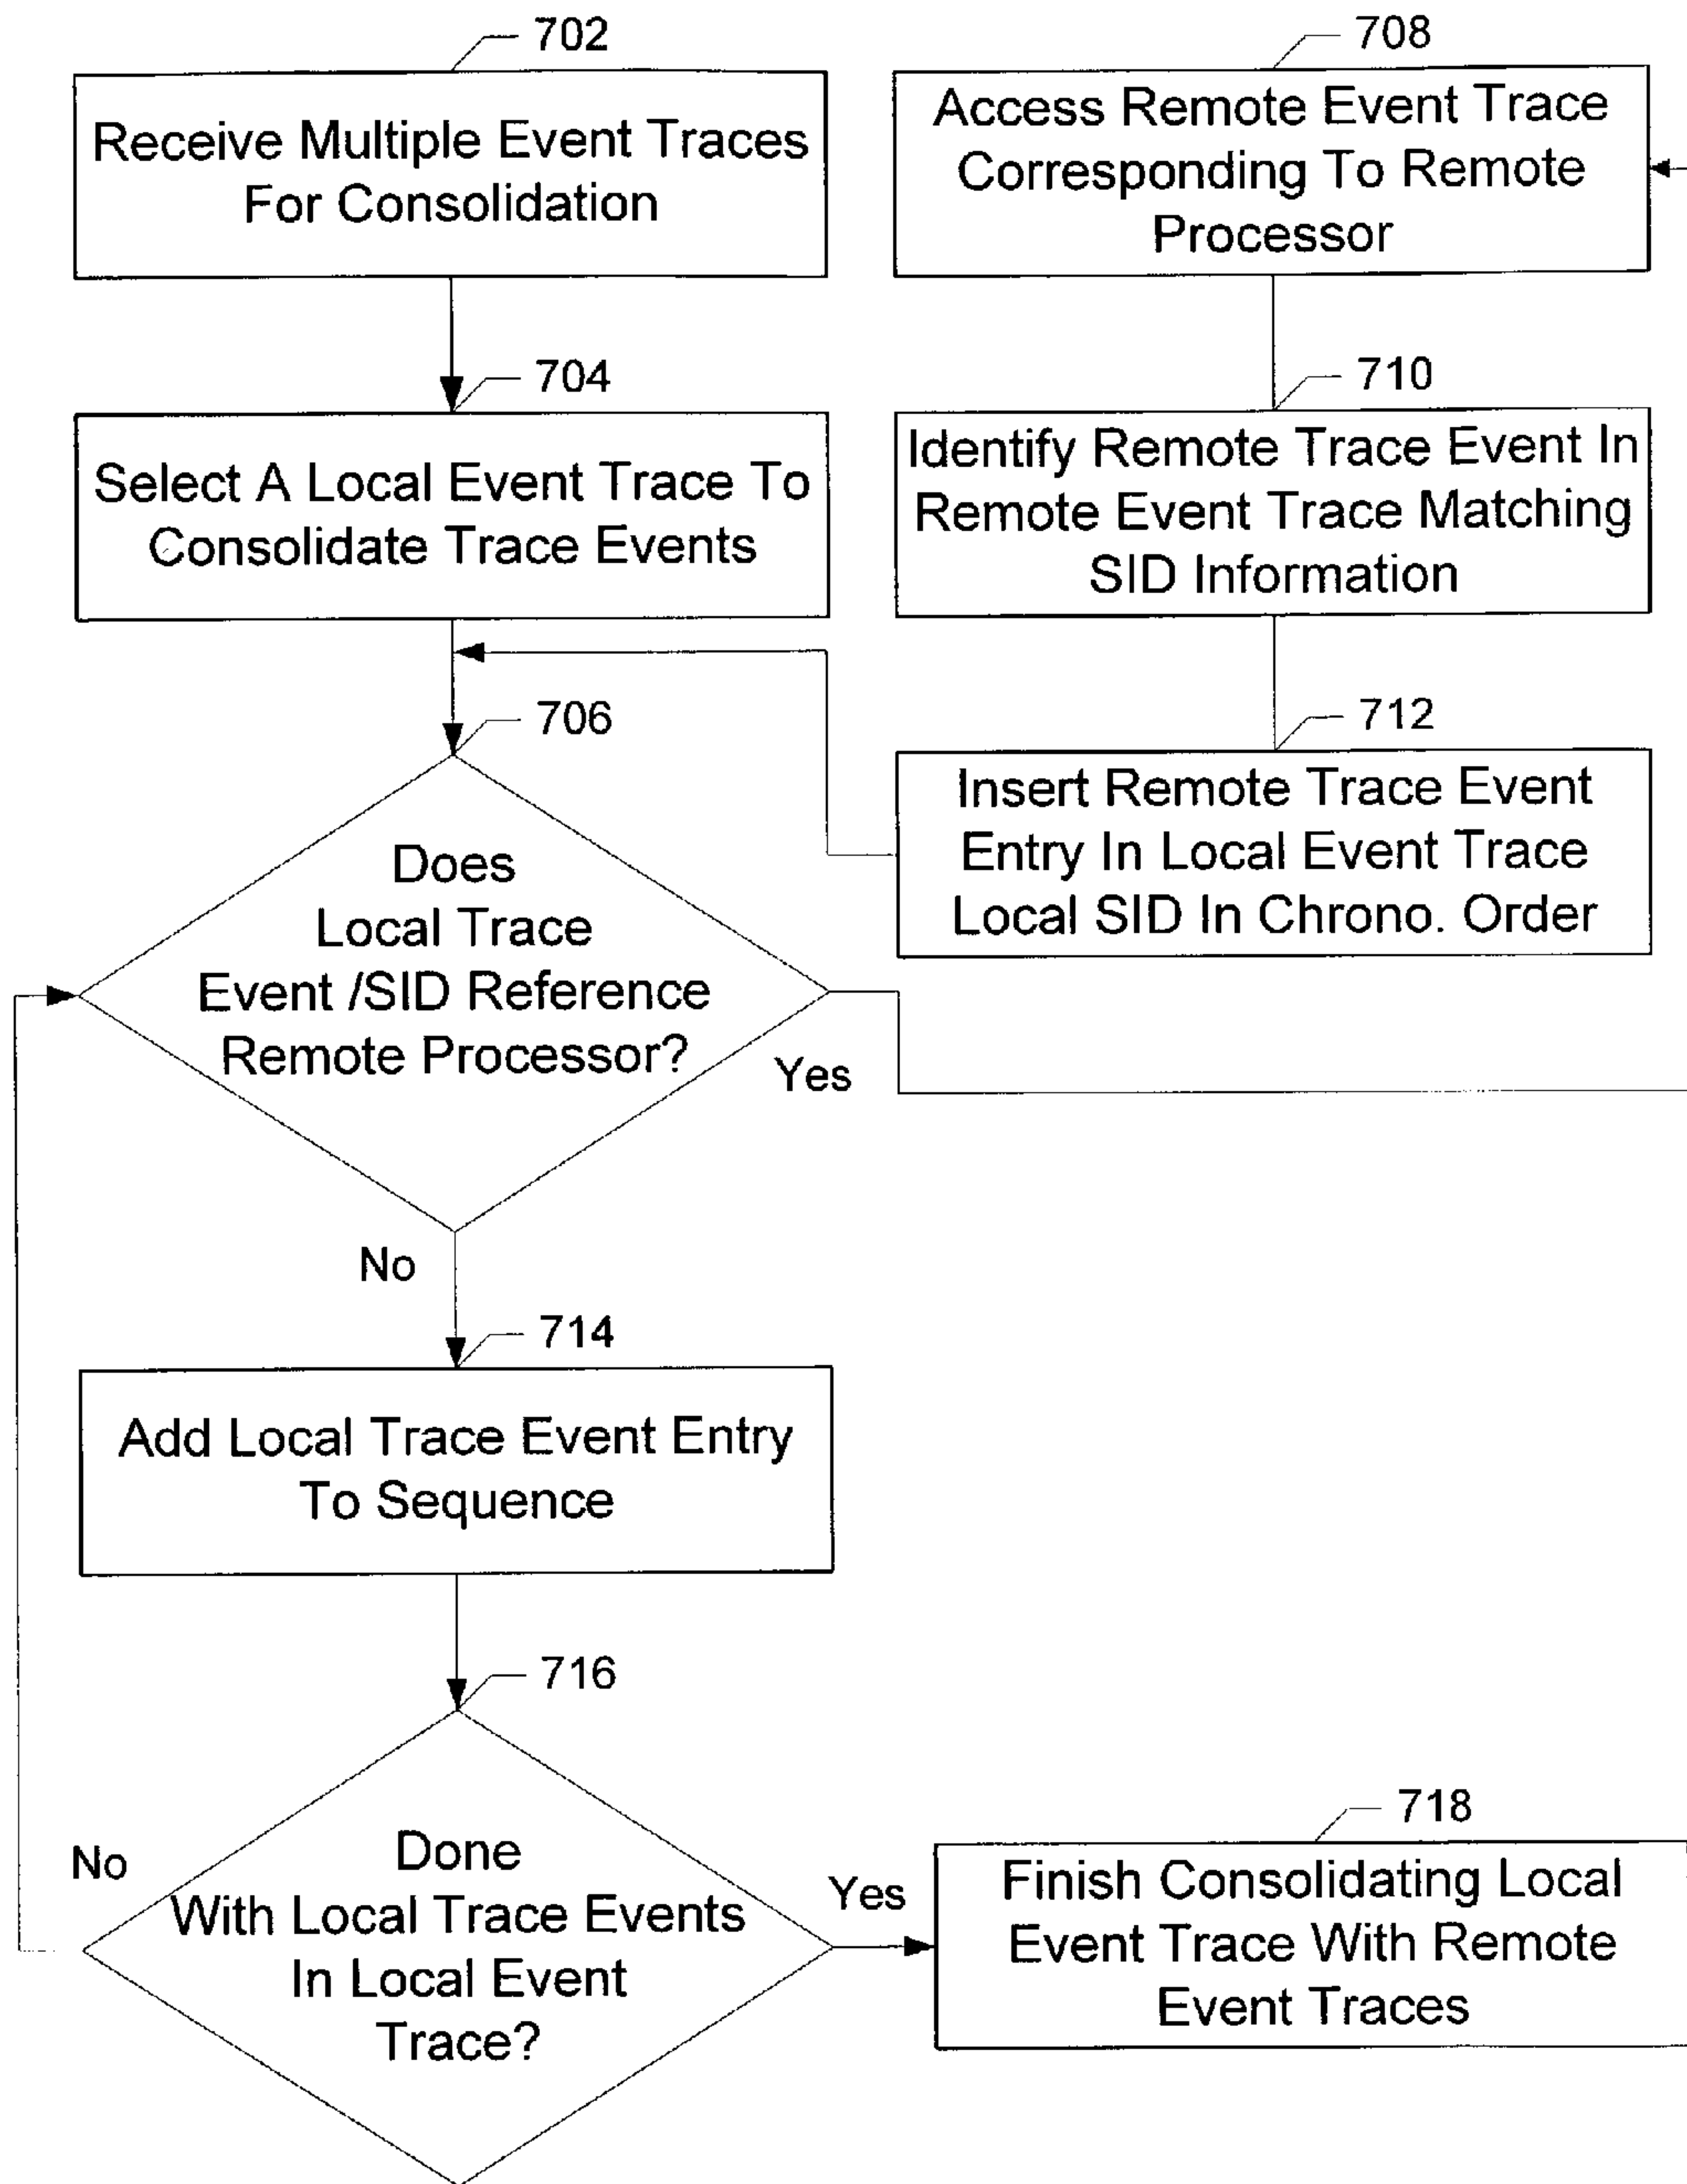 702
Receive Multiple Event Traces
For Consolidation
704
Select A Local Event Trace To
Consolidate Trace Events
706
Does
Local Trace
Event /SID Reference
Remote Processor?
Yes
No
708
Access Remote Event Trace
Corresponding To Remote
Processor
710
Identify Remote Trace Event In
Remote Event Trace Matching
SID Information
712
Insert Remote Trace Event
Entry In Local Event Trace
Local SID In Chrono. Order
714
Add Local Trace Event Entry
To Sequence
716
Done
With Local Trace Events
In Local Event
Trace?
No
Yes
718
Finish Consolidating Local
Event Trace With Remote
Event Traces